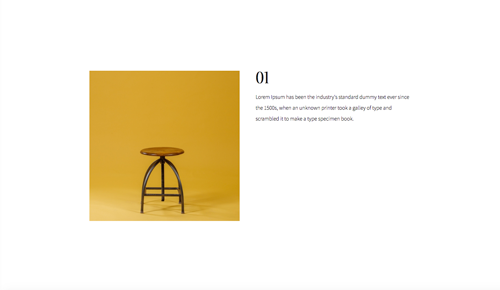 01
Lorem Ipsum has been the industry's standard dummy text ever since
the 1500s, when an unknown printer took a galley of type and
scrambled it to make a type specimen book.